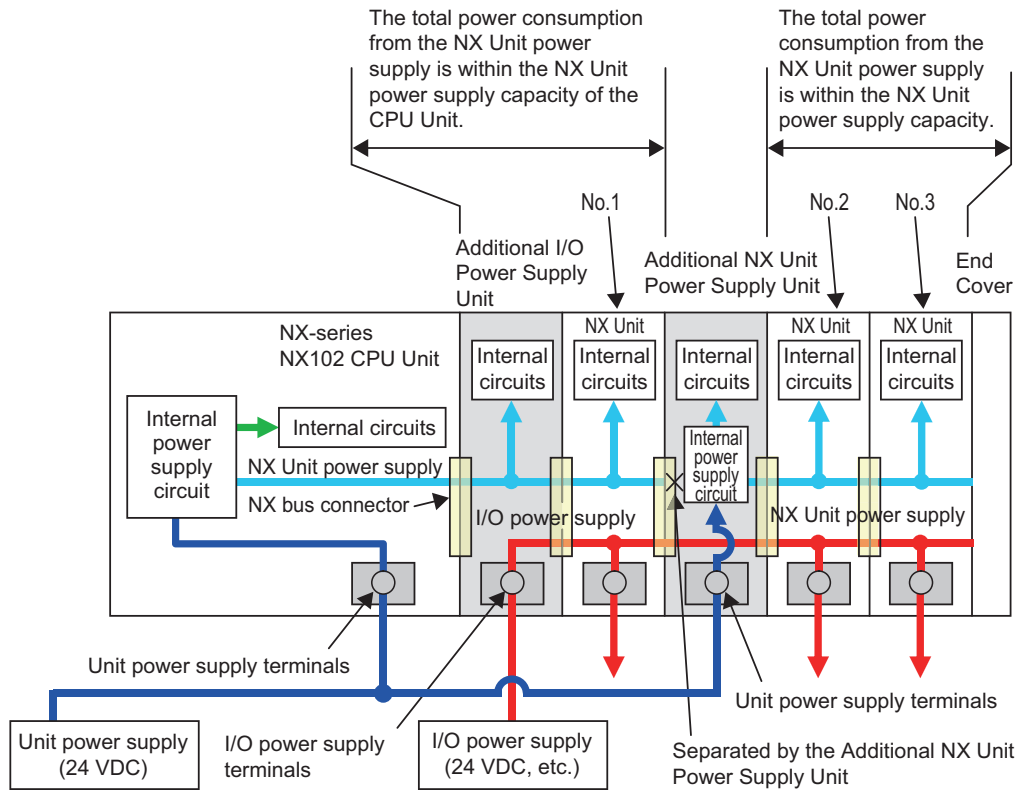 The total power consumption
from the NX Unit power
supply is within the NX Unit
power supply capacity of the
CPU Unit.
The total power
consumption from the
NX Unit power supply
is within the NX Unit
power supply capacity.
No.1
No.2
No.3
Additional I/O
Power Supply
Unit
Additional NX Unit
Power Supply Unit
End
Cover
NX-series
NX102 CPU Unit
NX Unit
NX Unit
NX Unit
Internal
circuits
Internal
circuits
Internal
circuits
Internal
circuits
Internal
circuits
Internal
power
supply
circuit
Internal circuits
Internal
power
supply
circuit
NX Unit power supply
NX bus connector
I/O power supply
NX Unit power supply
Unit power supply terminals
Unit power supply terminals
Unit power supply
(24 VDC)
I/O power supply
terminals
I/O power supply
(24 VDC, etc.)
Separated by the Additional NX Unit
Power Supply Unit